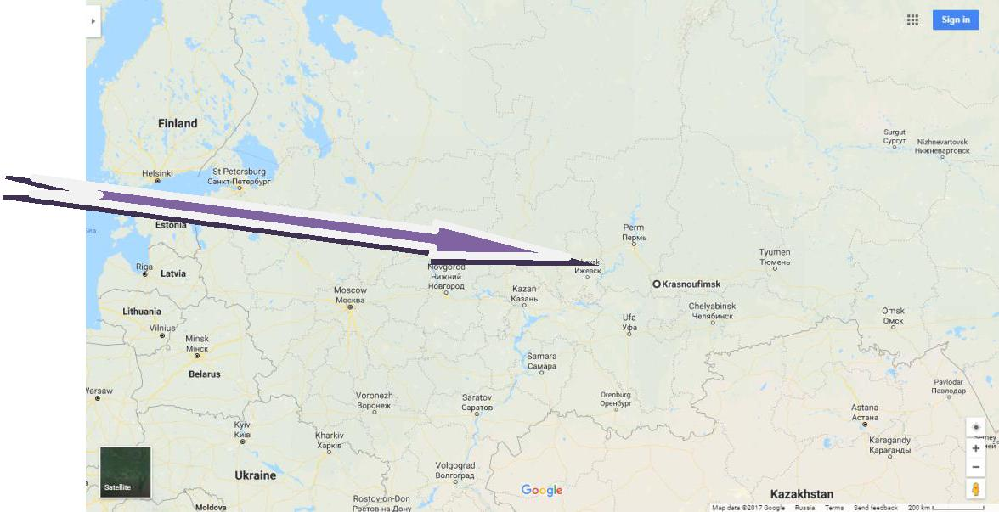 Sign in
Finland
Surgut
Сургут
Nizhnevartovsk
Нижневартовск
Helsinki
St Petersburg
Санкт-Петербург
Estonia
Sea
Perm
Пермь
Tyumen
Тюмень
Riga
Latvia
Novgorod
Нижний
Новгород
Ижевск
Krasnoufimsk
Moscow
Москва
Kazan
Казань
Chelyabinsk
Челябинск
Lithuania
Vilnius
Ufa
Уфа
Omsk
Омск
Minsk
Мінск
Belarus
Samara
Самара
Warsaw
Voronezh
Воронеж
Saratov
Саратов
Orenburg
Оренбург
Pavlodar
Павлодар
Astana
Астана
Kyiv
Київ
Kharkiv
Харків
Karagandy
Қарағанды
Ukraine
Volgograd
Волгоград
Satellite
Google
Kazakhstan
Rostov-on-Don
Ростов-на-Дону
Moldova
Map data ©2017 Google Russia Terms Send feedback 200 km